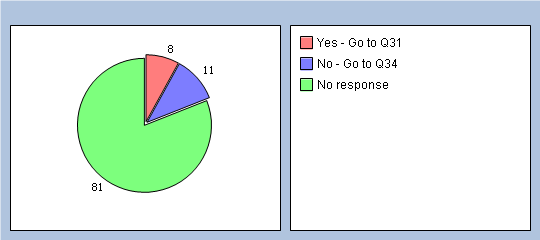 8
11
81
Yes - Go to Q31
No - Go to Q34
No response